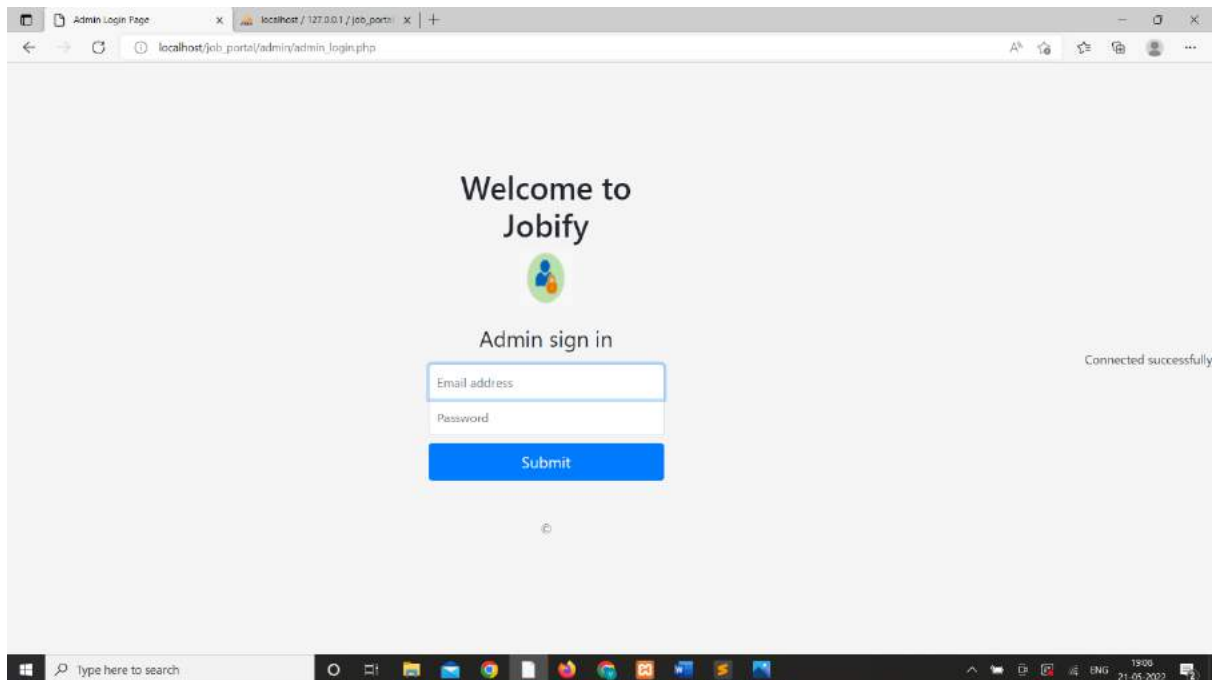 Admin Login Page
localhost / 127.0.0.1 / job_portal
localhost/job_portal/admin/admin_login.php
Welcome to
Jobify
Admin sign in
Connected successfully
Email address
Password
Submit
©
Type here to search
ENG
19:08
21-05-2022